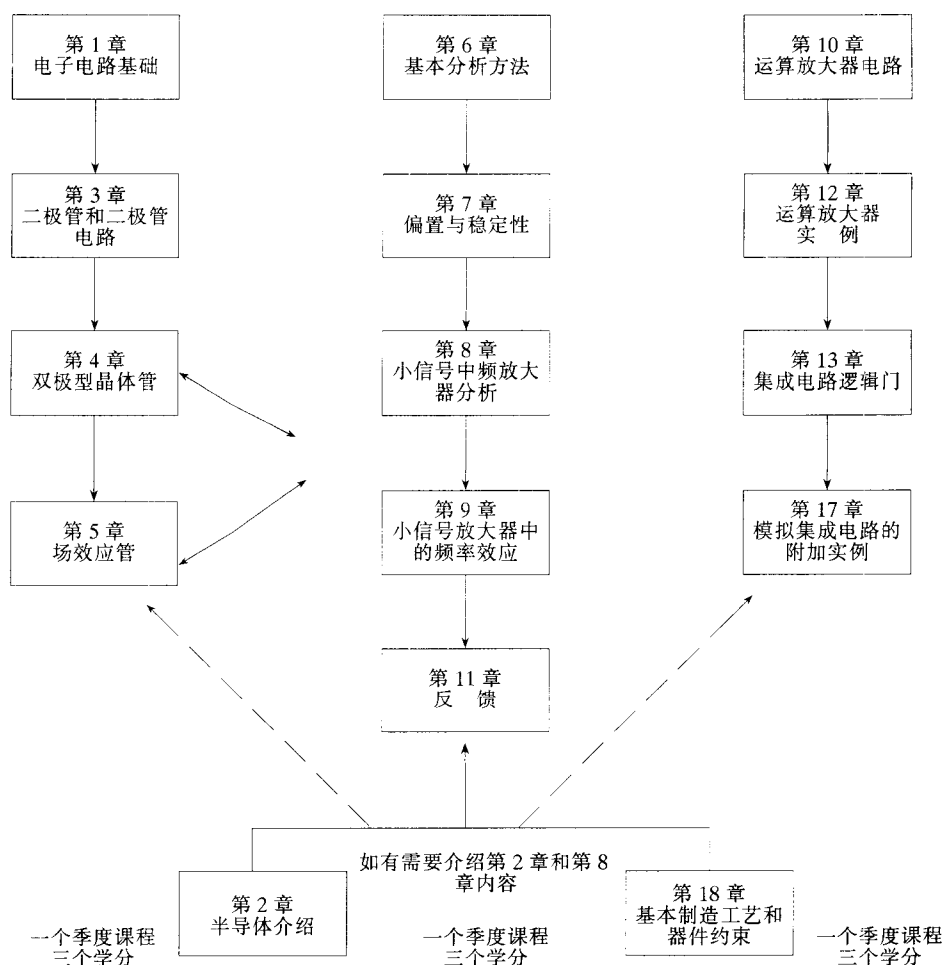 第 1 章
电子电路基础
第 3 章
二极管和二极管
电路
第 4 章
双极型晶体管
第 5 章
场效应管
第 6 章
基本分析方法
第 7 章
偏置与稳定性
第 8 章
小信号中频放大
器分析
第 9 章
小信号放大器中
的频率效应
第 11 章
反 馈
第 10 章
运算放大器电路
第 12 章
运算放大器
实 例
第 13 章
集成电路逻辑门
第 17 章
模拟集成电路的
附加实例
如有需要介绍第 2 章和第 8
章内容
第 2 章
半导体介绍
第 18 章
基本制造工艺和
器件约束
一个季度课程
三个学分
一个季度课程
三个学分
一个季度课程
三个学分